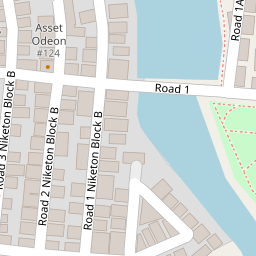 Asset
Odeon
#124
Road 1
Road 1A
Road 3 Niketon Block B
Road 2 Niketon Block B
Road 1 Niketon Block B